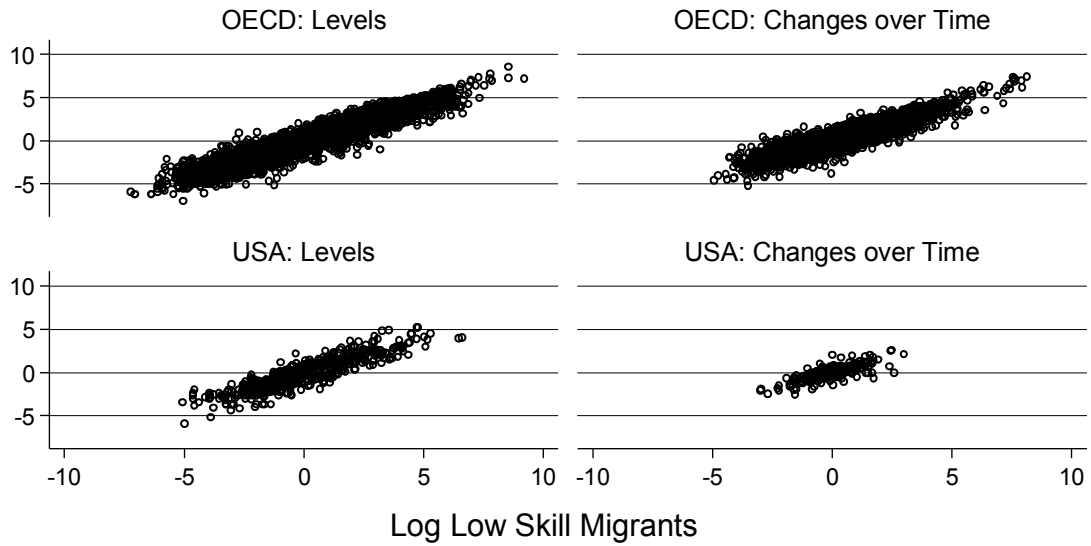 OECD: Levels
OECD: Changes over Time
10
5
0
-5
USA: Levels
USA: Changes over Time
10
5
0
-5
-10 -5 0 5 10 -10 -5 0 5 10
Log Low Skill Migrants